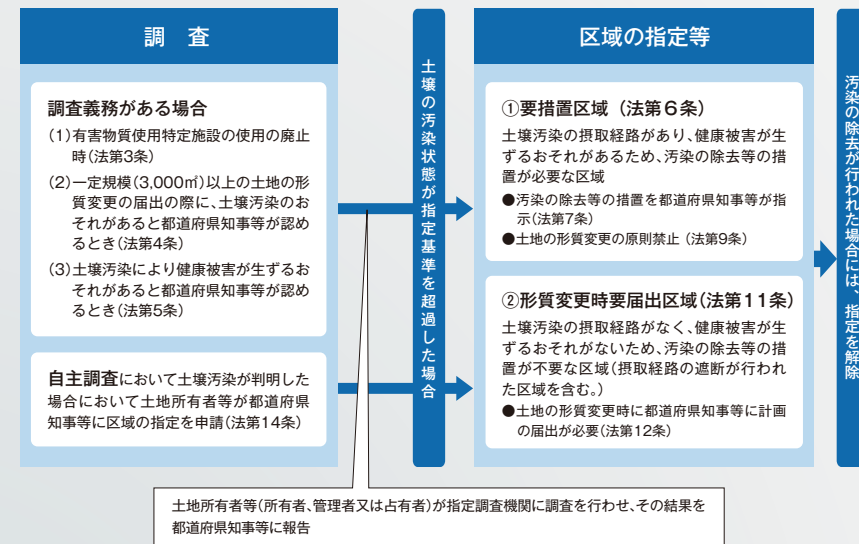 調 査
調査義務がある場合
(1)有害物質使用特定施設の使用の廃止
時(法第3条)
(2)一定規模(3,000㎡)以上の土地の形
質変更の届出の際に、土壌汚染のお
それがあると都道府県知事等が認め
るとき(法第4条)
(3)土壌汚染により健康被害が生ずるお
それがあると都道府県知事等が認め
るとき(法第5条)
自主調査において土壌汚染が判明した
場合において土地所有者等が都道府県
知事等に区域の指定を申請(法第14条)
土壌の汚染状態が指定基準を超過した場合
区域の指定等
①要措置区域(法第6条)
土壌汚染の摂取経路があり、健康被害が生
ずるおそれがあるため、汚染の除去等の措
置が必要な区域
●汚染の除去等の措置を都道府県知事等が指
示(法第7条)
●土地の形質変更の原則禁止(法第9条)
②形質変更時要届出区域(法第11条)
土壌汚染の摂取経路がなく、健康被害が生
ずるおそれがないため、汚染の除去等の措
置が不要な区域(摂取経路の遮断が行われ
た区域を含む。)
●土地の形質変更時に都道府県知事等に計画
の届出が必要(法第12条)
汚染の除去が行われた場合には、指定を解除
土地所有者等(所有者、管理者又は占有者)が指定調査機関に調査を行わせ、その結果を
都道府県知事等に報告